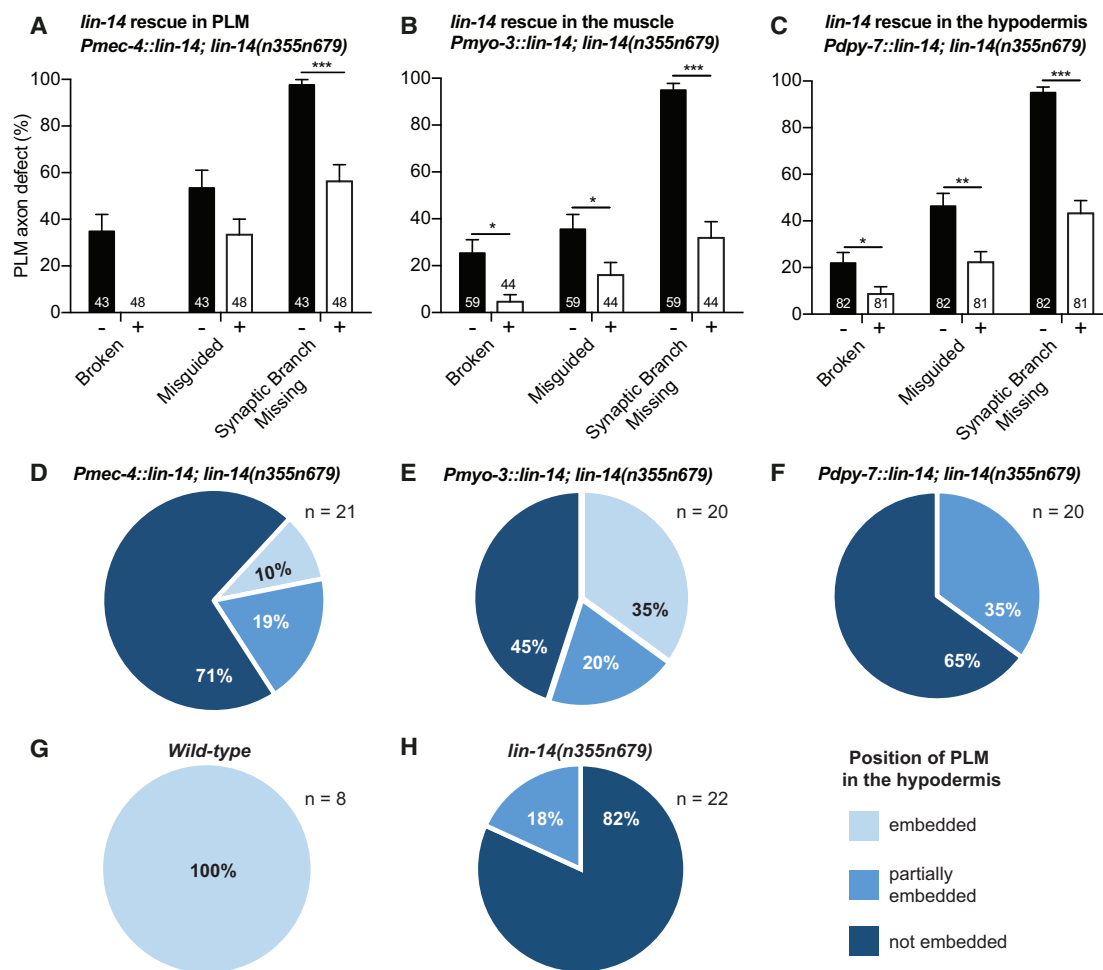 A
lin-14 rescue in PLM
Pmec-4::lin-14; lin-14(n355n679)
PLM axon defect (%)
100
80
60
40
20
0
***
43
48
43
48
43
48
-
+
-
+
-
+
Broken
Misguided
Synaptic Branch
Missing
B
lin-14 rescue in the muscle
Pmyo-3::lin-14; lin-14(n355n679)
100
80
60
40
20
0
*
*
***
59
44
59
44
59
44
-
+
-
+
-
+
Broken
Misguided
Synaptic Branch
Missing
C
lin-14 rescue in the hypodermis
Pdpy-7::lin-14; lin-14(n355n679)
100
80
60
40
20
0
*
**
***
82
81
82
81
82
81
-
+
-
+
-
+
Broken
Misguided
Synaptic Branch
Missing
D
Pmec-4::lin-14; lin-14(n355n679)
n = 21
10%
19%
71%
E
Pmyo-3::lin-14; lin-14(n355n679)
n = 20
35%
45%
20%
F
Pdpy-7::lin-14; lin-14(n355n679)
n = 20
35%
65%
G
Wild-type
n = 8
100%
H
lin-14(n355n679)
n = 22
18%
82%
Position of PLM
in the hypodermis
embedded
partially
embedded
not embedded